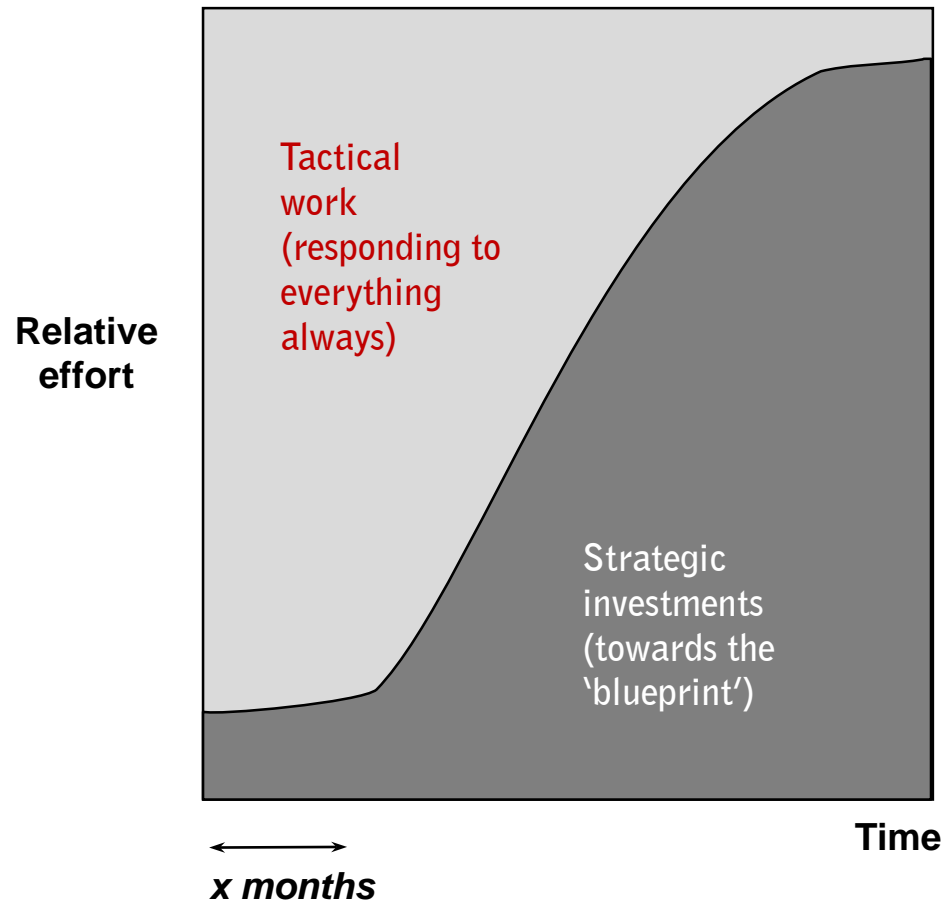 Tactical
work
(responding to
everything
always)
Relative
effort
Strategic
investments
(towards the
‘blueprint’)
Time
x months